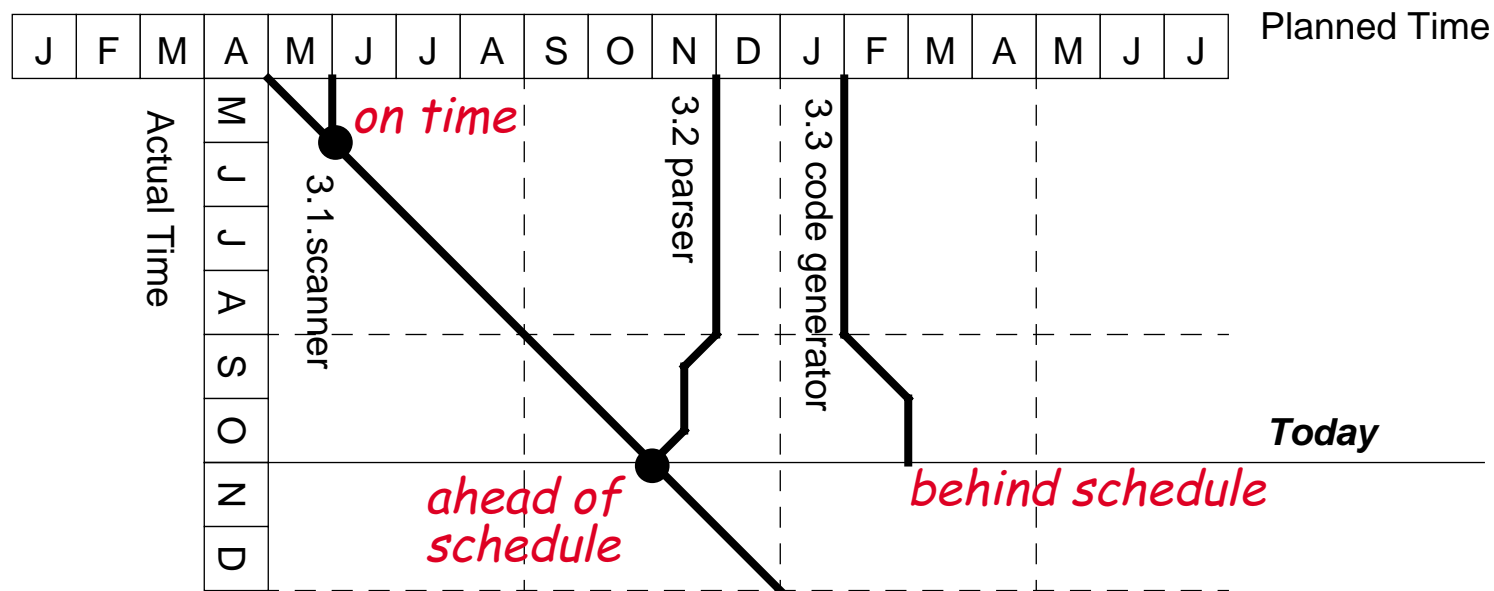 J F M A M J J A S O N D J F M A M J J
Planned Time
Actual Time
M
J
J
A
S
O
N
D
on time
3.1.scanner
3.2 parser
3.3 code generator
Today
ahead of
schedule
behind schedule